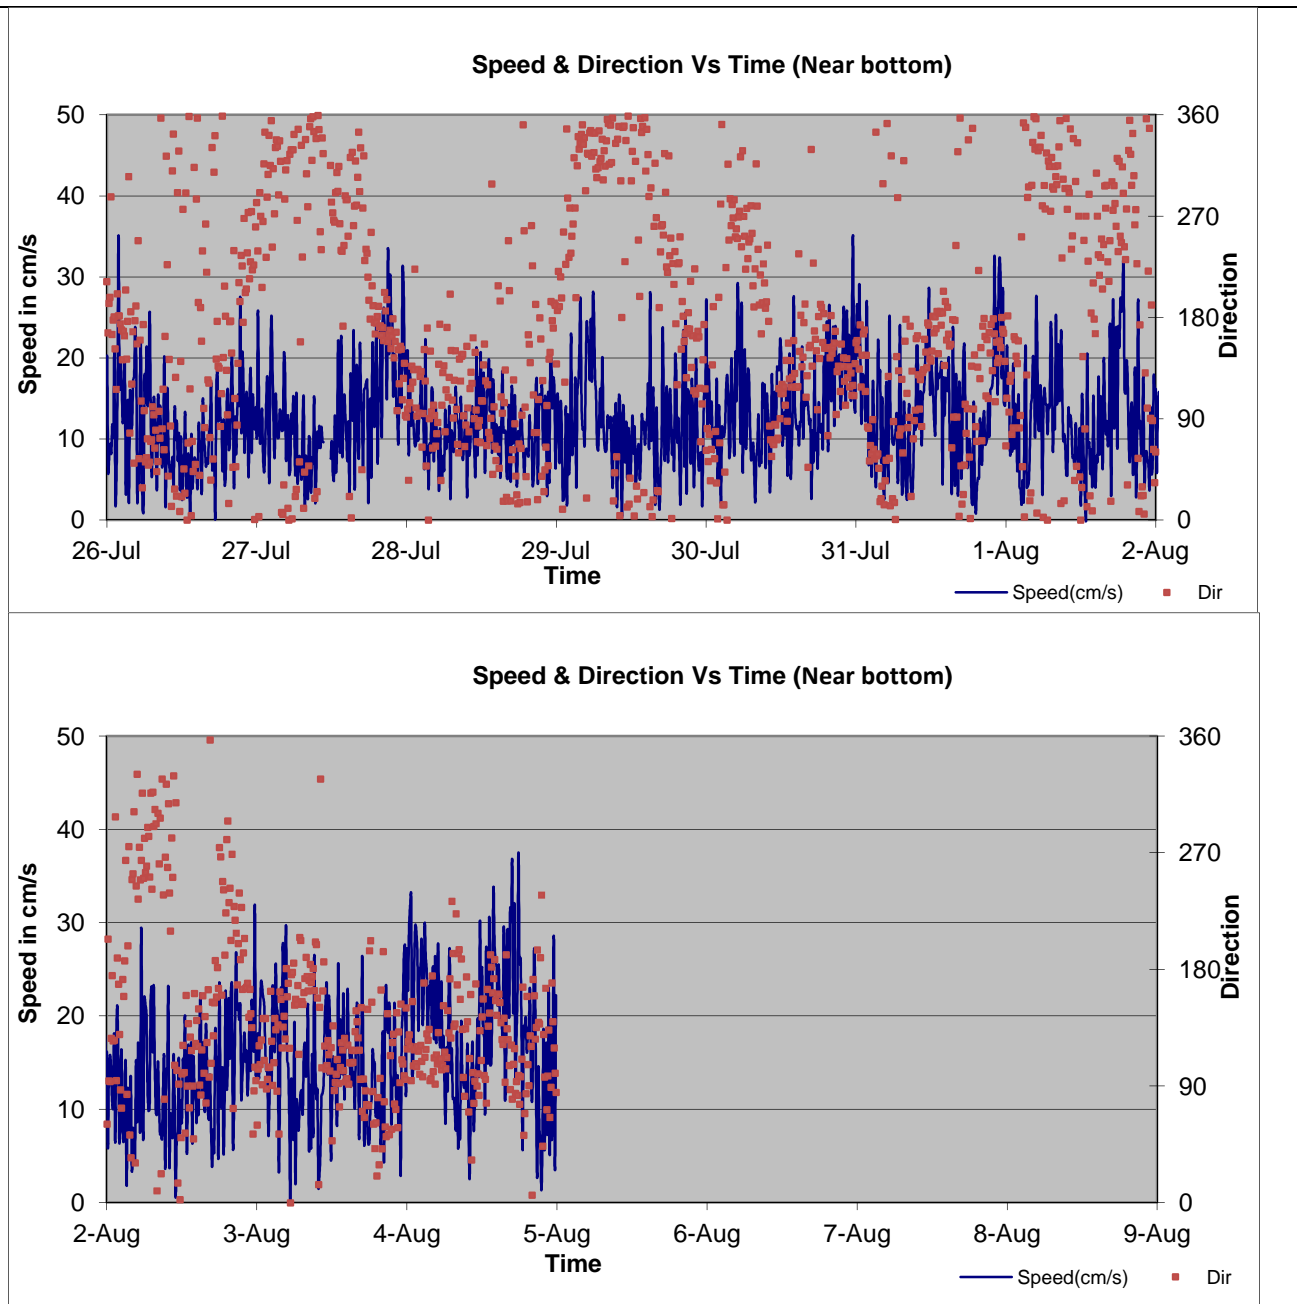 Speed & Direction Vs Time (Near bottom)
50
40
30
20
10
0
360
270
180
90
0
Speed in cm/s
Direction
26-Jul 27-Jul 28-Jul 29-Jul 30-Jul 31-Jul 1-Aug 2-Aug
Time
Speed(cm/s) Dir
Speed & Direction Vs Time (Near bottom)
50
40
30
20
10
0
360
270
180
90
0
Speed in cm/s
Direction
2-Aug 3-Aug 4-Aug 5-Aug 6-Aug 7-Aug 8-Aug 9-Aug
Time
Speed(cm/s) Dir